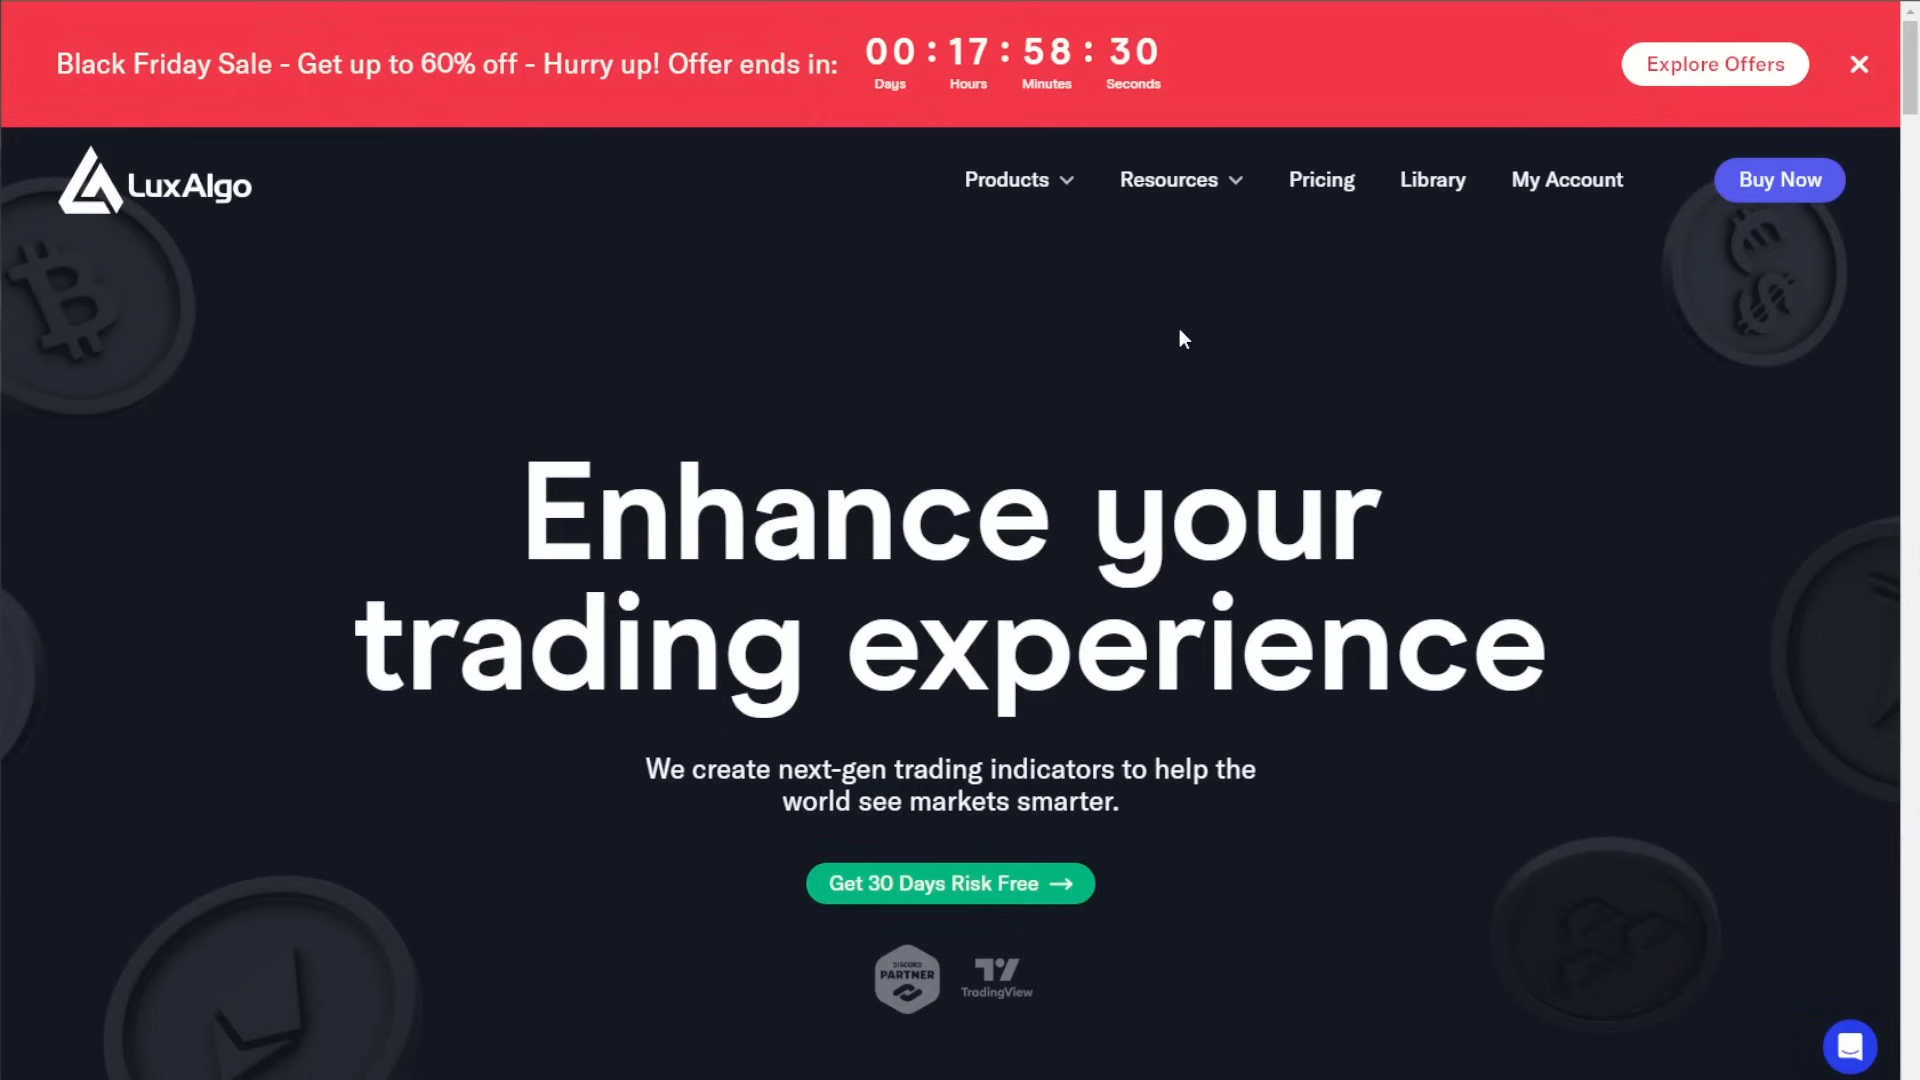 Black Friday Sale - Get up to 60% off - Hurry up! Offer ends in:
00 : 17 : 58 : 30
Days Hours Minutes Seconds
Explore Offers
LuxAlgo
Products
Resources
Pricing
Library
My Account
Buy Now
Enhance your
trading experience
We create next-gen trading indicators to help the
world see markets smarter.
Get 30 Days Risk Free →
DISCORD
PARTNER
TradingView